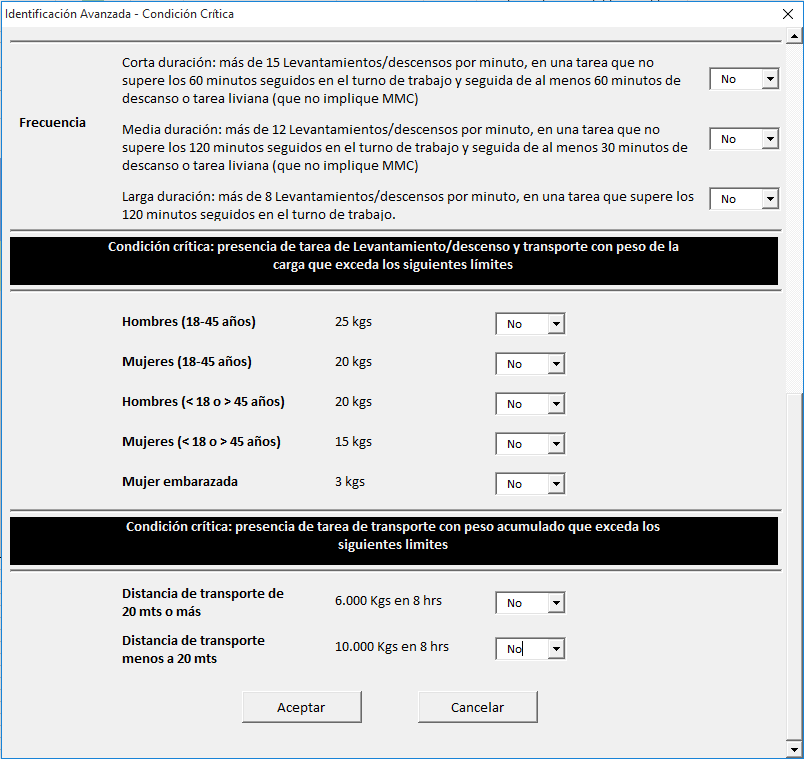 Identificación Avanzada - Condición Crítica
Corta duración: más de 15 Levantamientos/descensos por minuto, en una tarea que no
supere los 60 minutos seguidos en el turno de trabajo y seguida de al menos 60 minutos de
descanso o tarea liviana (que no implique MMC)
No
Frecuencia
Media duración: más de 12 Levantamientos/descensos por minuto, en una tarea que no
supere los 120 minutos seguidos en el turno de trabajo y seguida de al menos 30 minutos de
descanso o tarea liviana (que no implique MMC)
No
Larga duración: más de 8 Levantamientos/descensos por minuto, en una tarea que supere los
120 minutos seguidos en el turno de trabajo.
No
Condición crítica: presencia de tarea de Levantamiento/descenso y transporte con peso de la
carga que exceda los siguientes límites
Hombres (18-45 años) 25 kgs No
Mujeres (18-45 años) 20 kgs No
Hombres (< 18 o > 45 años) 20 kgs No
Mujeres (< 18 o > 45 años) 15 kgs No
Mujer embarazada 3 kgs No
Condición crítica: presencia de tarea de transporte con peso acumulado que exceda los
siguientes limites
Distancia de transporte de
20 mts o más
6.000 Kgs en 8 hrs No
Distancia de transporte
menos a 20 mts
10.000 Kgs en 8 hrs No
Aceptar Cancelar